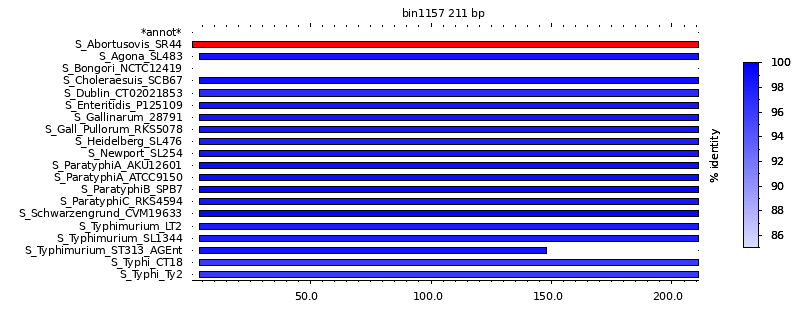 bin1157 211 bp
*annot*
S_Abortusovis_SR44
S_Agona_SL483
S_Bongori_NCTC12419
S_Choleraesuis_SCB67
S_Dublin_CT02021853
S_Enteritidis_P125109
S_Gallinarum_28791
S_Gall_Pullorum_RKS5078
S_Heidelberg_SL476
S_Newport_SL254
S_ParatyphiA_AKU12601
S_ParatyphiA_ATCC9150
S_ParatyphiB_SPB7
S_ParatyphiC_RKS4594
S_Schwarzengrund_CVM19633
S_Typhimurium_LT2
S_Typhimurium_SL1344
S_Typhimurium_ST313_AGEnt
S_Typhi_CT18
S_Typhi_Ty2
50.0 100.0 150.0 200.0
100
98
96
94
92
90
88
86
% identity